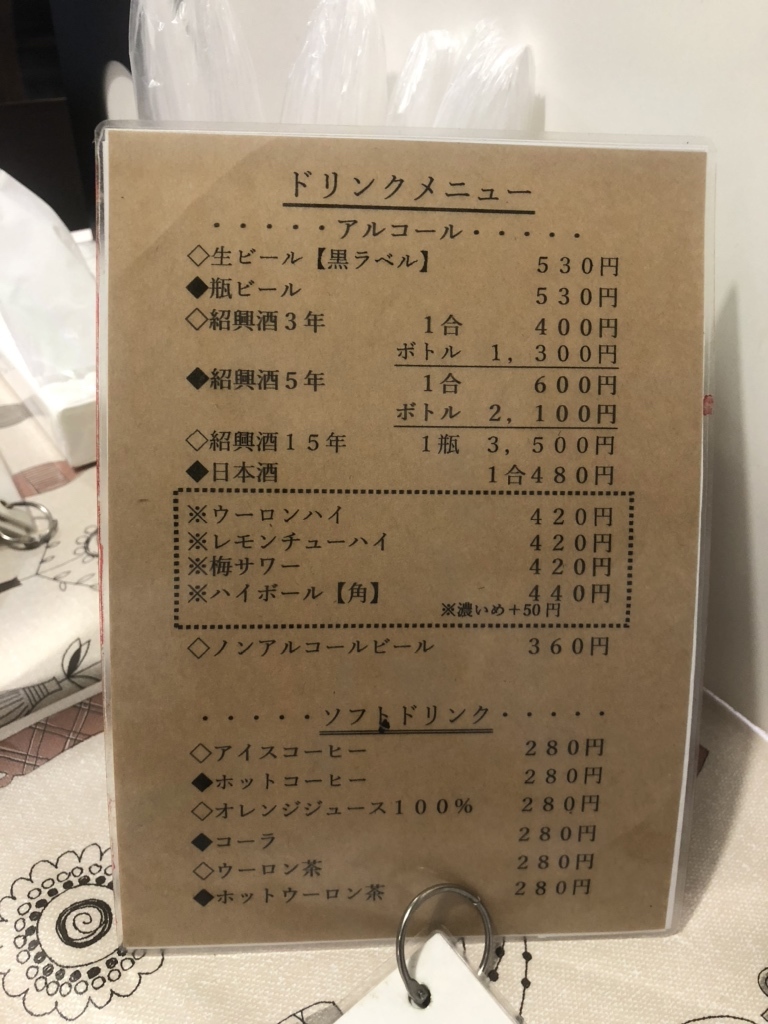 ドリンクメニュー
・・・・・アルコール・・・・・
◇生ビール【黒ラベル】 ５３０円
◆瓶ビール ５３０円
◇紹興酒３年 １合 ４００円
ボトル １，３００円
◆紹興酒５年 １合 ６００円
ボトル ２，１００円
◇紹興酒１５年 １瓶 ３，５００円
◆日本酒 １合４８０円
※ウーロンハイ ４２０円
※レモンチューハイ ４２０円
※梅サワー ４２０円
※ハイボール【角】 ４４０円
※濃いめ＋50円
◇ノンアルコールビール ３６０円
・・・・・ソフトドリンク・・・・・
◇アイスコーヒー ２８０円
◆ホットコーヒー ２８０円
◇オレンジジュース１００％ ２８０円
◆コーラ ２８０円
◇ウーロン茶 ２８０円
◆ホットウーロン茶 ２８０円